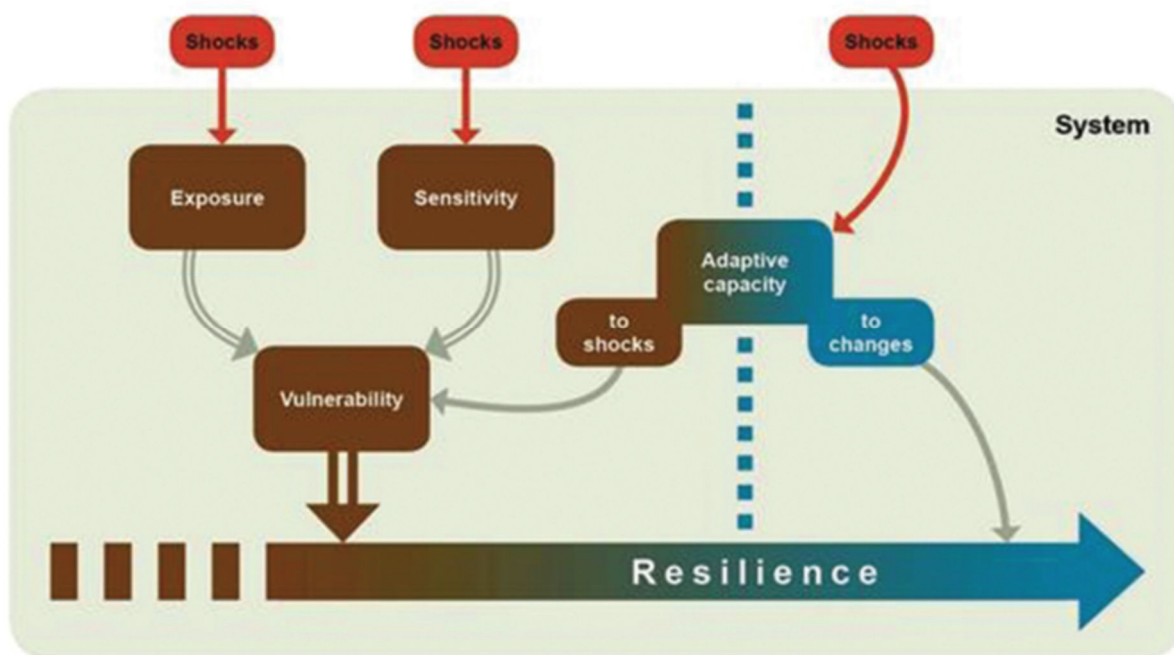 Shocks
Shocks
Shocks
System
Exposure
Sensitivity
Adaptive
capacity
to
shocks
to
changes
Vulnerability
Resilience